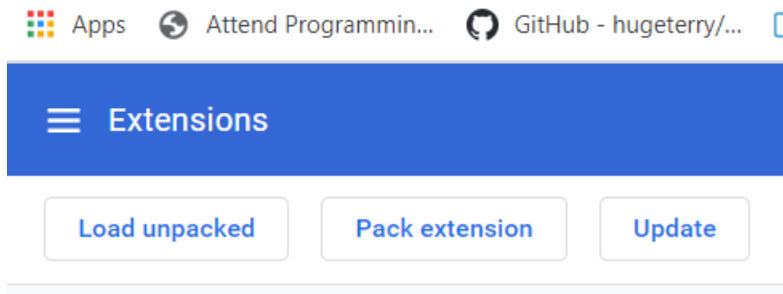 Apps Attend Programmin... GitHub - hugeterry/...
Extensions
Load unpacked Pack extension Update